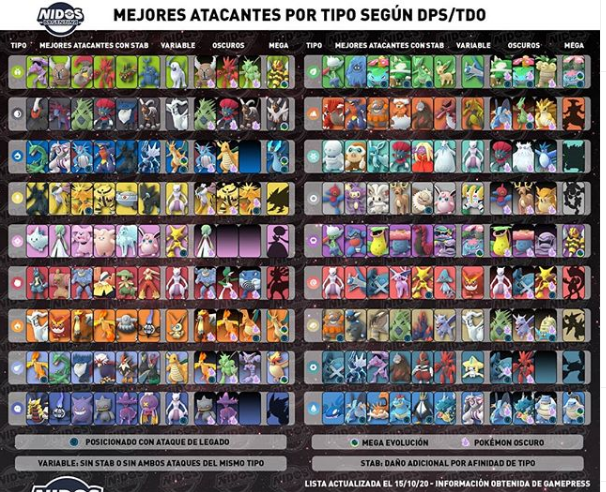 NIDOS
ARGENTINA
MEJORES ATACANTES POR TIPO SEGÚN DPS/TDO
TIPO MEJORES ATACANTES CON STAB VARIABLE OSCUROS MEGA
TIPO MEJORES ATACANTES CON STAB VARIABLE OSCUROS MEGA
POSICIONADO CON ATAQUE DE LEGADO
MEGA EVOLUCIÓN POKÉMON OSCURO
VARIABLE: SIN STAB O SIN AMBOS ATAQUES DEL MISMO TIPO
STAB: DAÑO ADICIONAL POR AFINIDAD DE TIPO
NIDOS
LISTA ACTUALIZADA EL 15/10/20 - INFORMACIÓN OBTENIDA DE GAMEPRESS